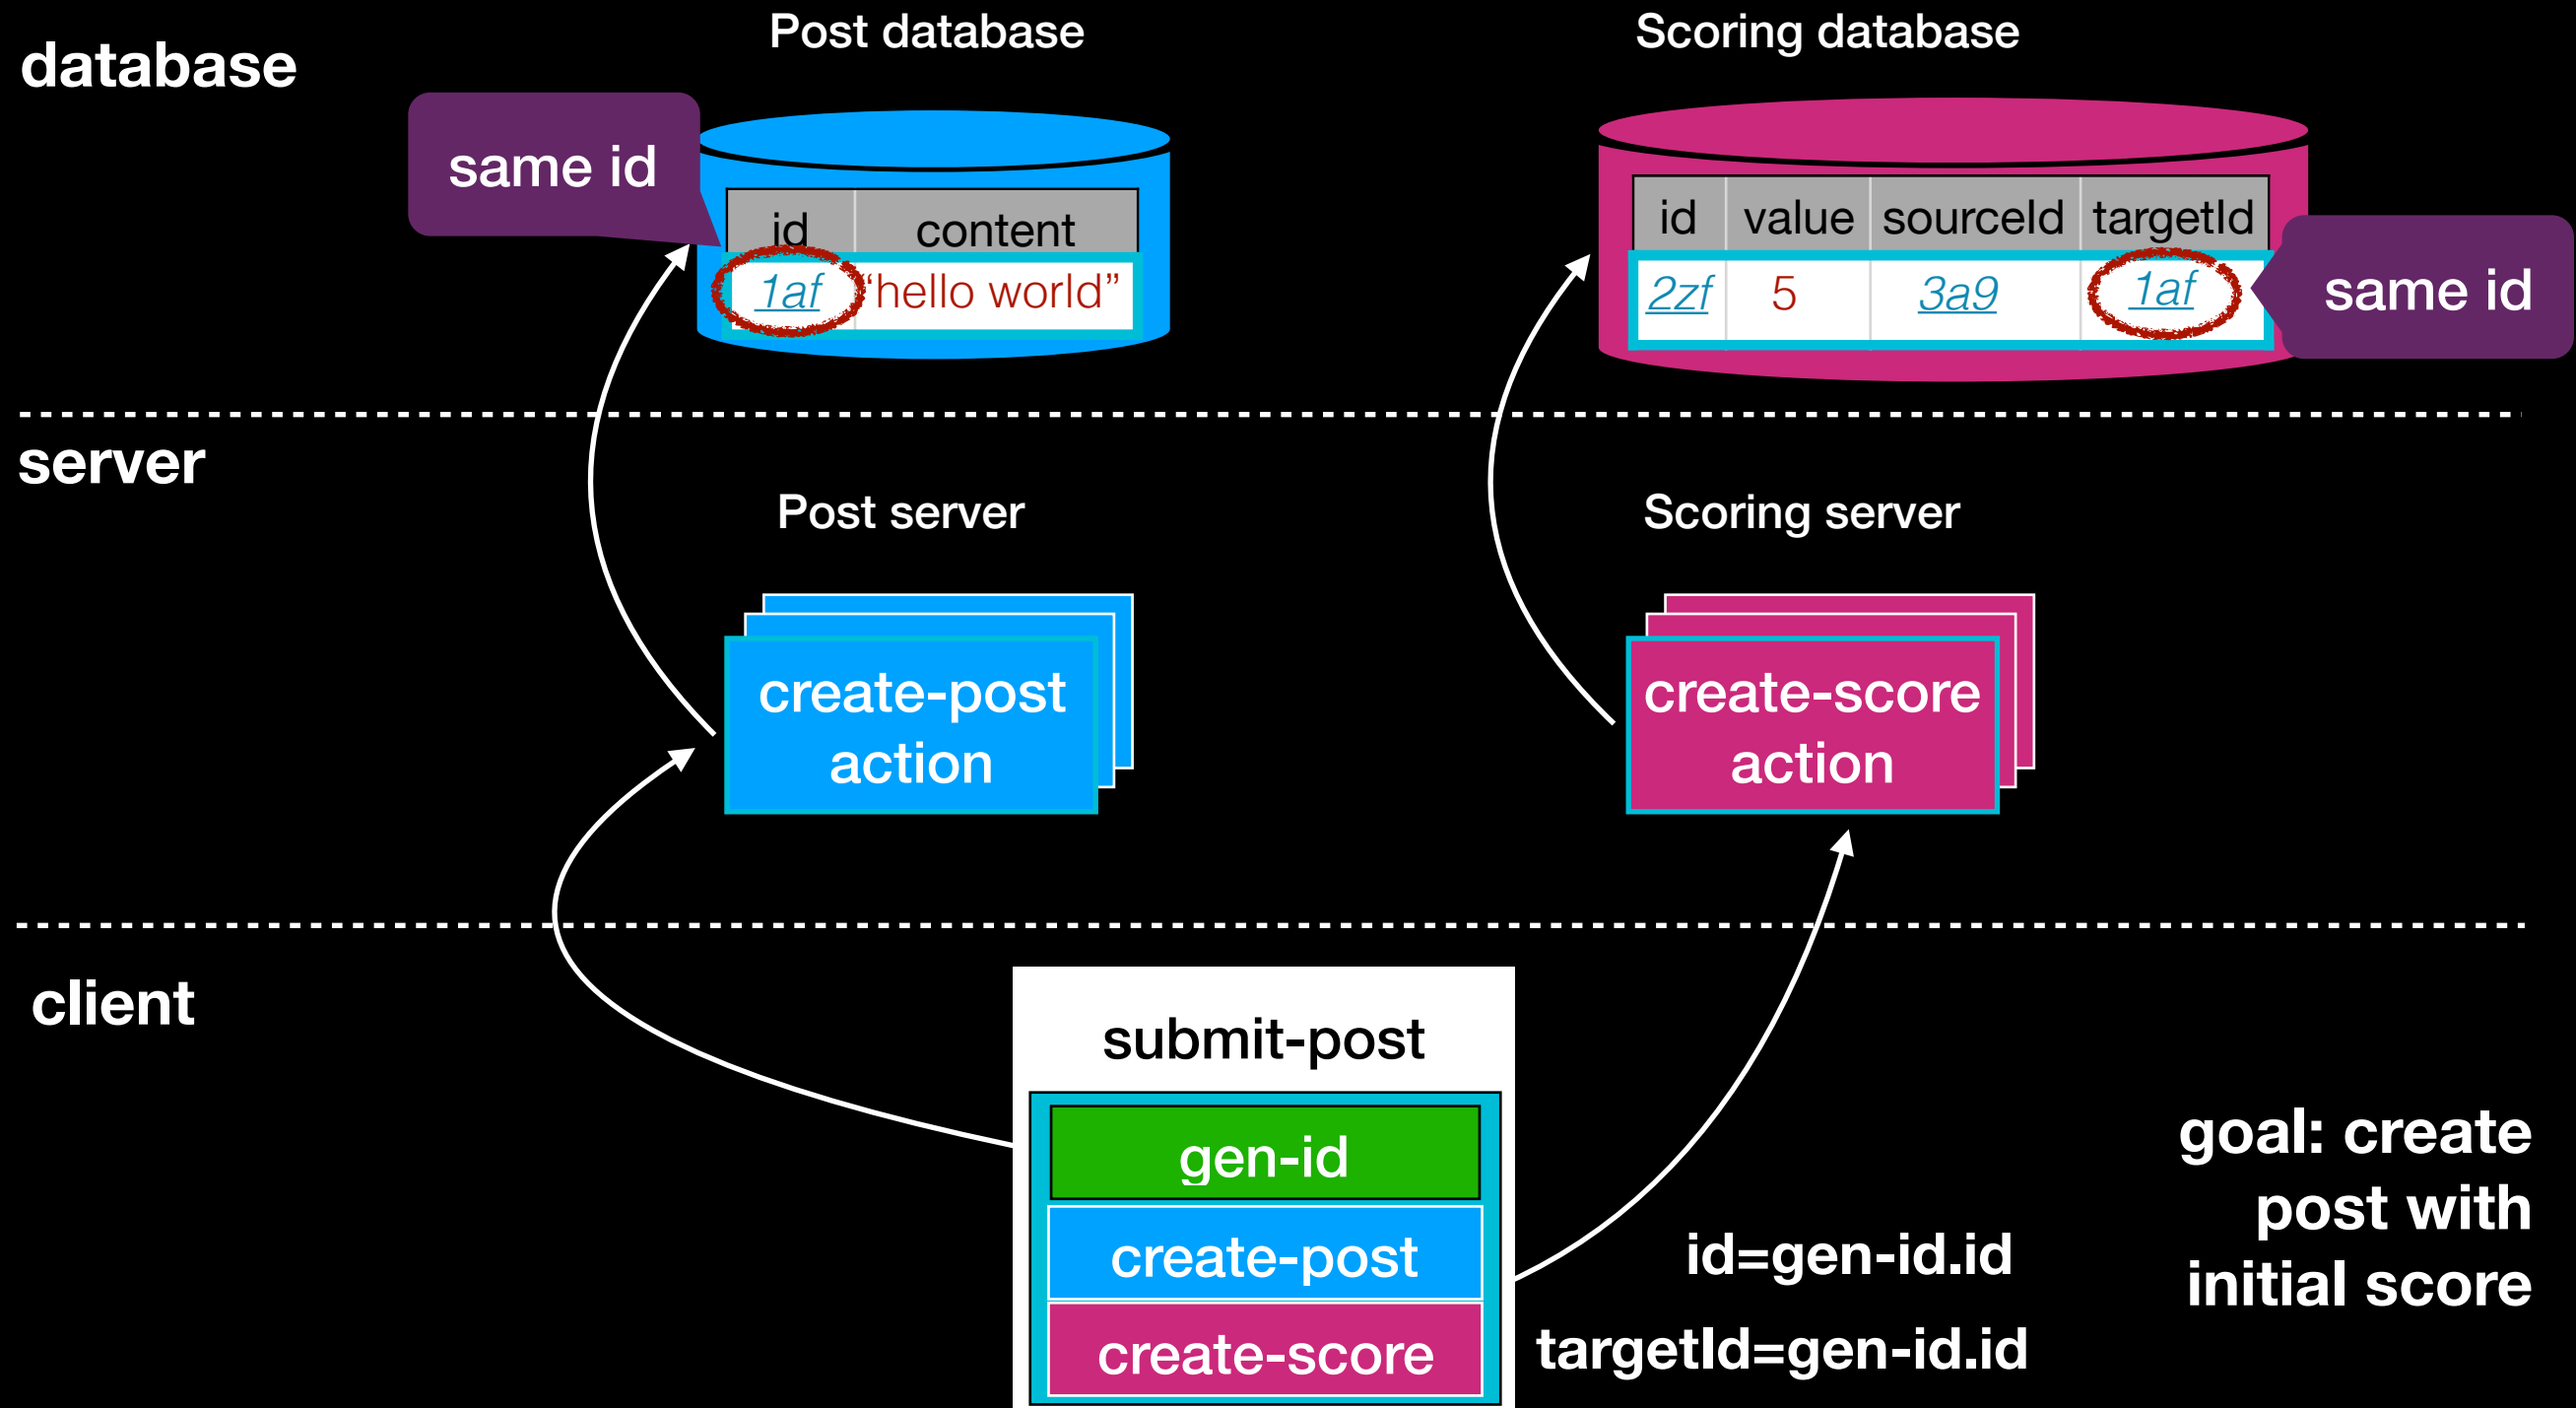 database
Post database
Scoring database
same id
id content
1af "hello world”
id value sourceId targetId
2zf 5 3a9 1af
same id
server
Post server
Scoring server
create-post
action
create-score
action
client
submit-post
gen-id
create-post
create-score
id=gen-id.id
targetId=gen-id.id
goal: create
post with
initial score